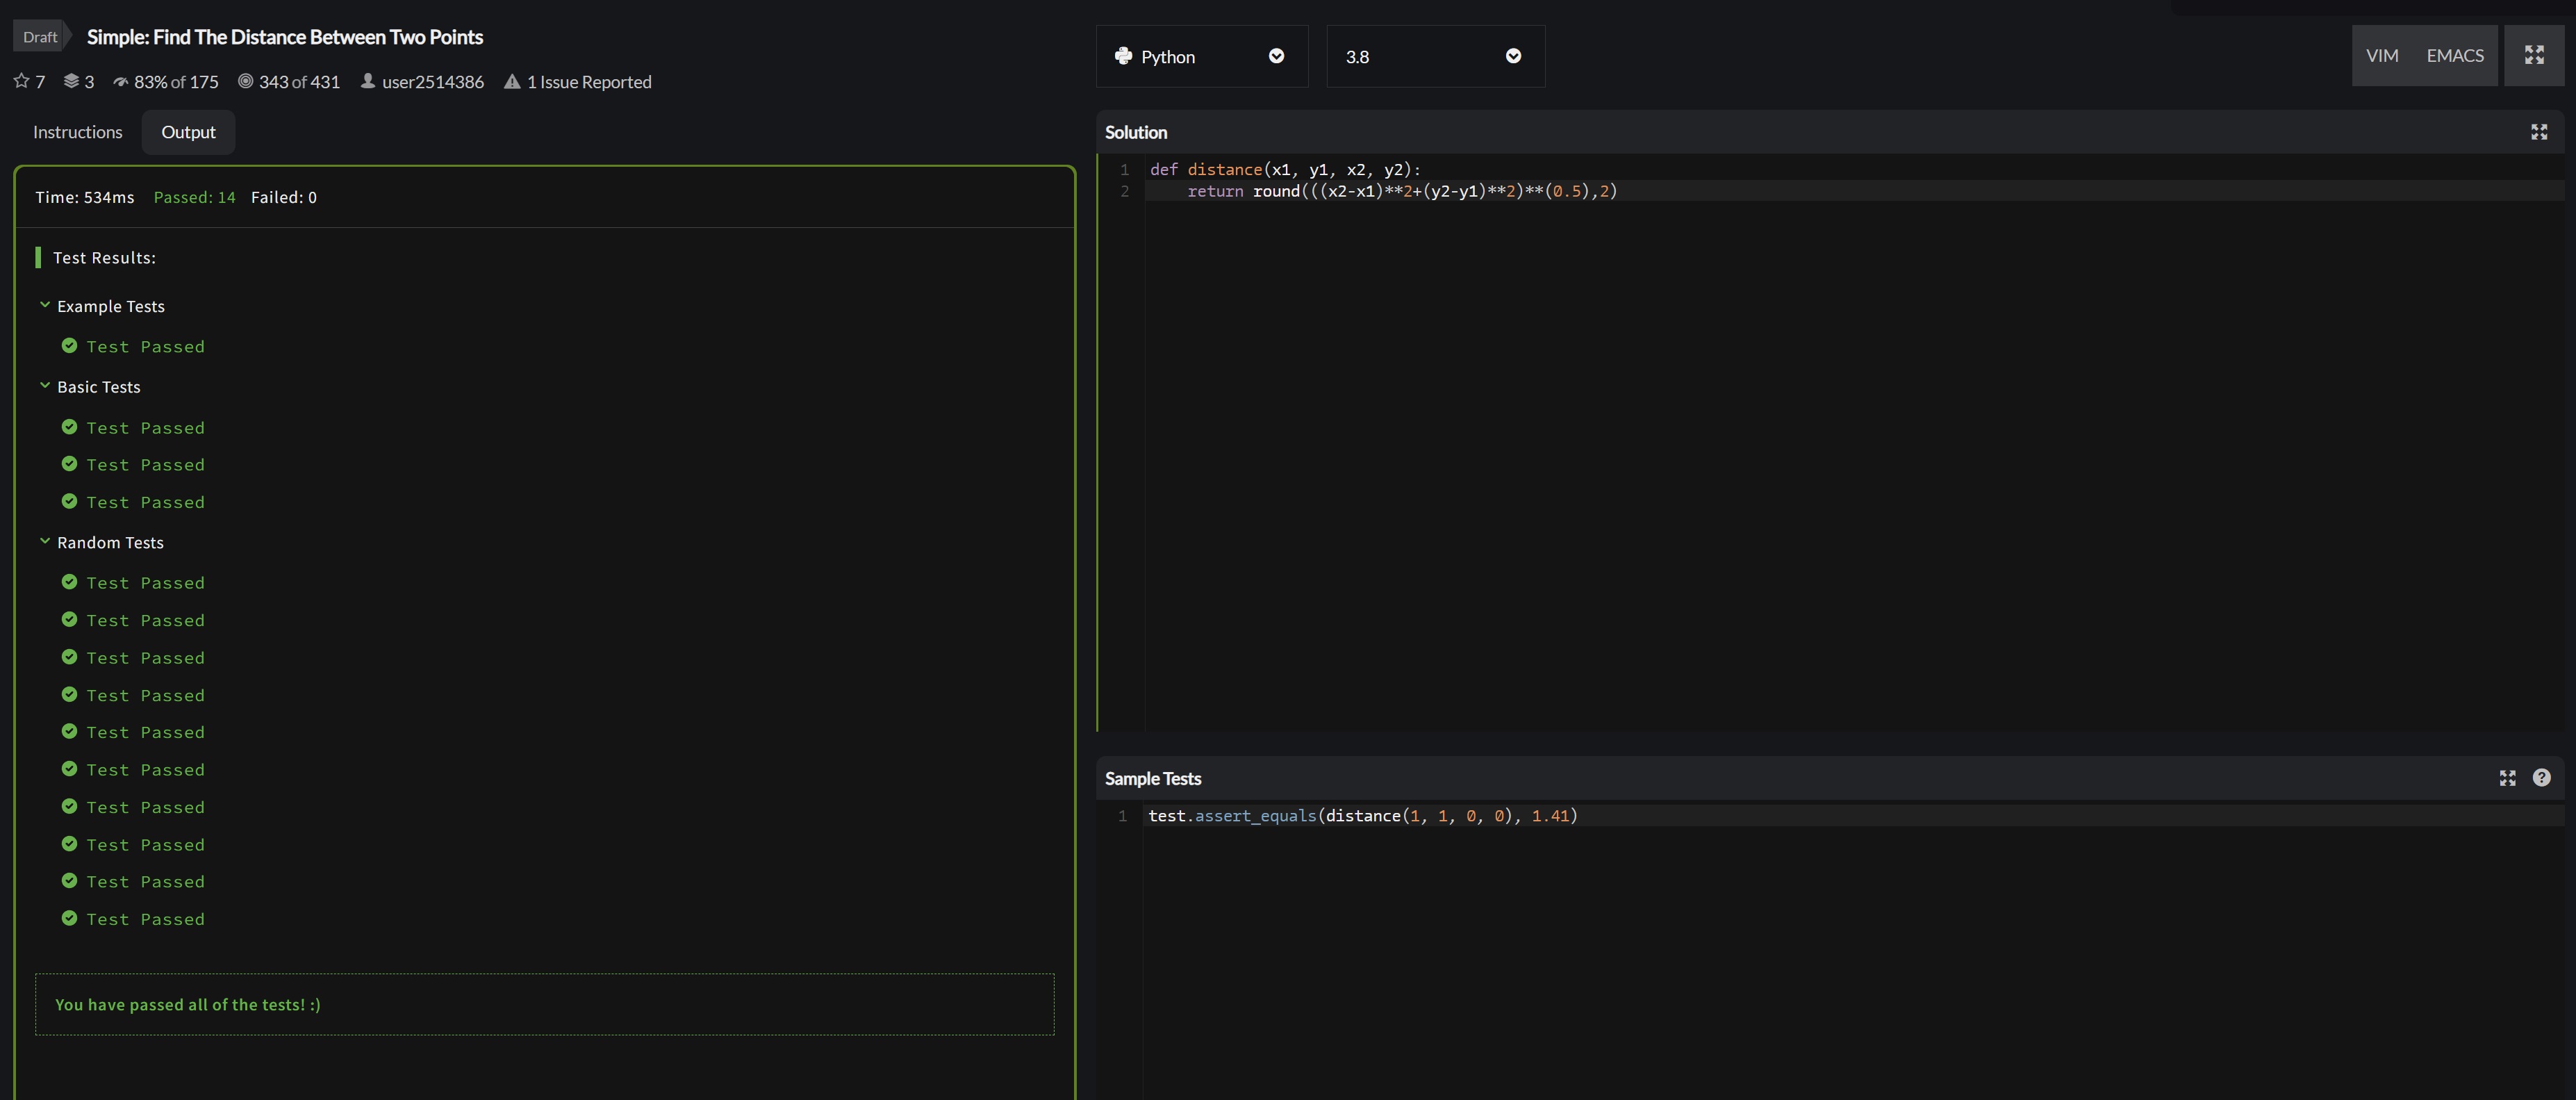 Draft Simple: Find The Distance Between Two Points
7 3 83% of 175 343 of 431 user2514386 1 Issue Reported
Instructions Output
Time: 534ms Passed: 14 Failed: 0
Test Results:
Example Tests
Test Passed
Basic Tests
Test Passed
Test Passed
Test Passed
Random Tests
Test Passed
Test Passed
Test Passed
Test Passed
Test Passed
Test Passed
Test Passed
Test Passed
Test Passed
Test Passed
You have passed all of the tests! :)
Python 3.8 VIM EMACS
Solution
1 def distance(x1, y1, x2, y2):
2 return round(((x2-x1)**2+(y2-y1)**2)**(0.5),2)
Sample Tests
1 test.assert_equals(distance(1, 1, 0, 0), 1.41)